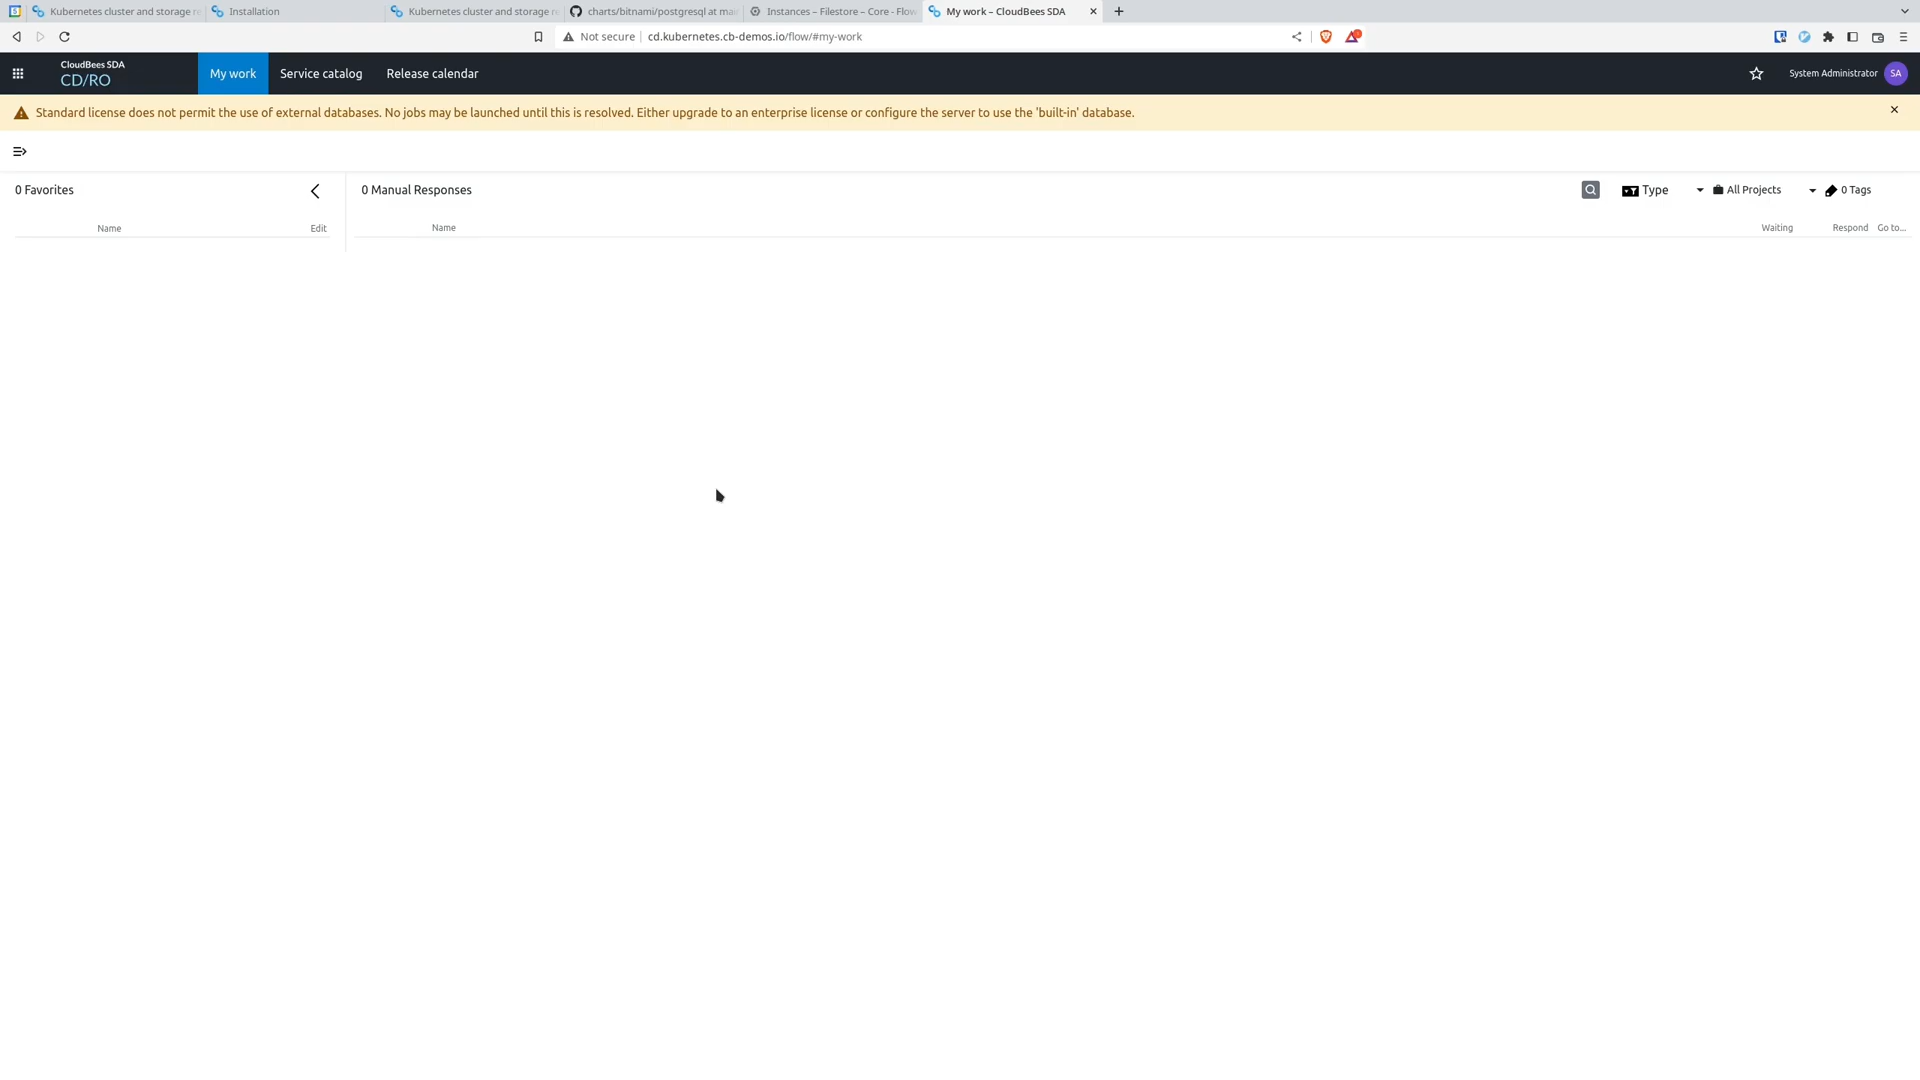 Kubernetes cluster and storage r
Installation
Kubernetes cluster and storage r
charts/bitnami/postgresql at ma
Instances – Filestore – Core - Flow
My work – CloudBees SDA
Not secure
cd.kubernetes.cb-demos.io/flow/#my-work
CloudBees SDA
CD/RO
My work
Service catalog
Release calendar
System Administrator
SA
Standard license does not permit the use of external databases. No jobs may be launched until this is resolved. Either upgrade to an enterprise license or configure the server to use the 'built-in' database.
0 Favorites
0 Manual Responses
Type
All Projects
0 Tags
Name
Edit
Name
Waiting
Respond
Go to...